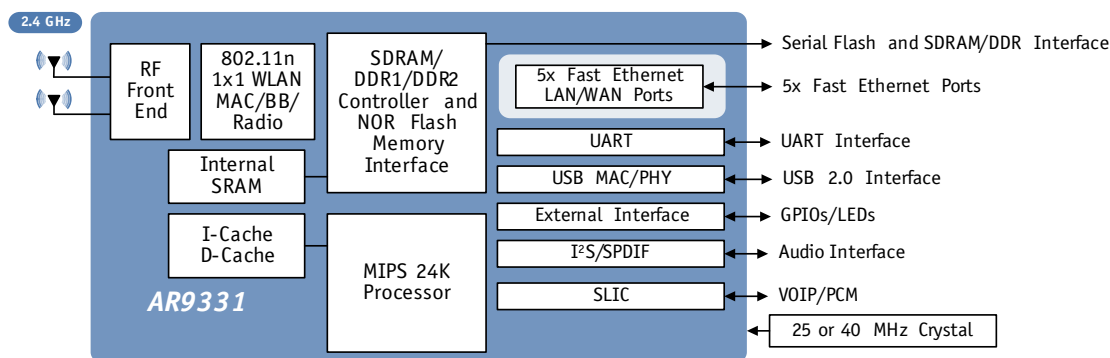 2.4 GHz
RF
Front
End
802.11n
1x1 WLAN
MAC/BB/
Radio
SDRAM/
DDR1/DDR2
Controller and
NOR Flash
Memory
Interface
Internal
SRAM
I-Cache
D-Cache
MIPS 24K
Processor
AR9331
5x Fast Ethernet
LAN/WAN Ports
UART
USB MAC/PHY
External Interface
I²S/SPDIF
SLIC
Serial Flash and SDRAM/DDR Interface
5x Fast Ethernet Ports
UART Interface
USB 2.0 Interface
GPIOs/LEDs
Audio Interface
VOIP/PCM
25 or 40 MHz Crystal